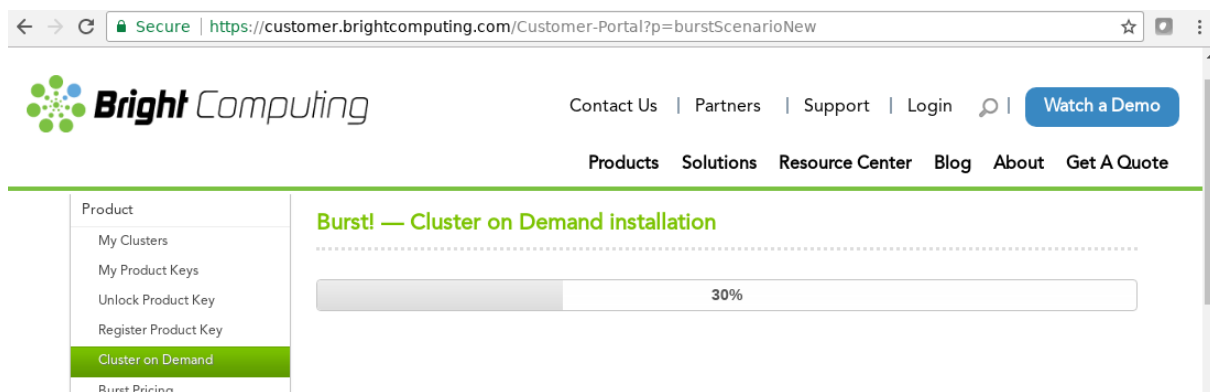 Secure | https://customer.brightcomputing.com/Customer-Portal?p=burstScenarioNew
Bright Computing
Contact Us | Partners | Support | Login |
Watch a Demo
Products Solutions Resource Center Blog About Get A Quote
Product
My Clusters
My Product Keys
Unlock Product Key
Register Product Key
Cluster on Demand
Burst Pricing
Burst! — Cluster on Demand installation
30%